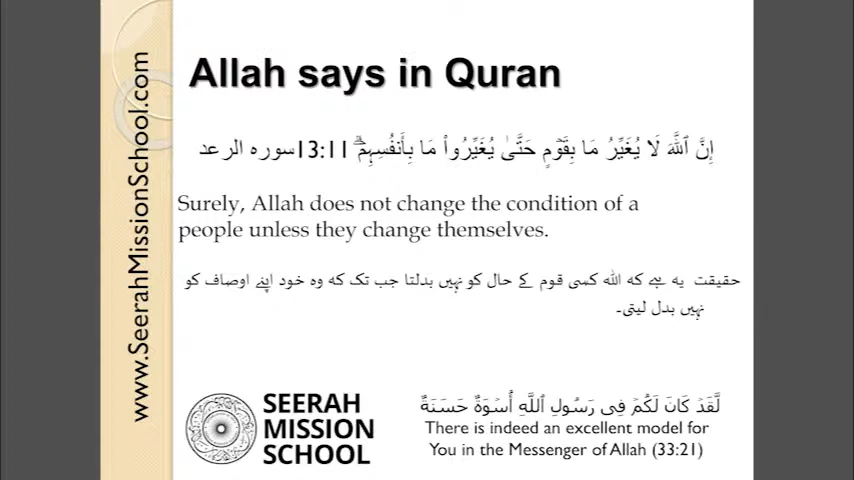 www.SeerahMissionSchool.com
Allah says in Quran
إِنَّ ٱللَّهَ لَا يُغَيِّرُ مَا بِقَوْمٍ حَتَّىٰ يُغَيِّرُوا۟ مَا بِأَنفُسِهِمْ ۗ 13:11سوره الرعد
Surely, Allah does not change the condition of a
people unless they change themselves.
حقیقت یہ ہے کہ اللہ کسی قوم کے حال کو نہیں بدلتا جب تک کہ وہ خود اپنے اوصاف کو
نہیں بدل لیتی۔
SEERAH
MISSION
SCHOOL
لَّقَدْ كَانَ لَكُمْ فِى رَسُولِ ٱللَّهِ أُسْوَةٌ حَسَنَةٌ
There is indeed an excellent model for
You in the Messenger of Allah (33:21)